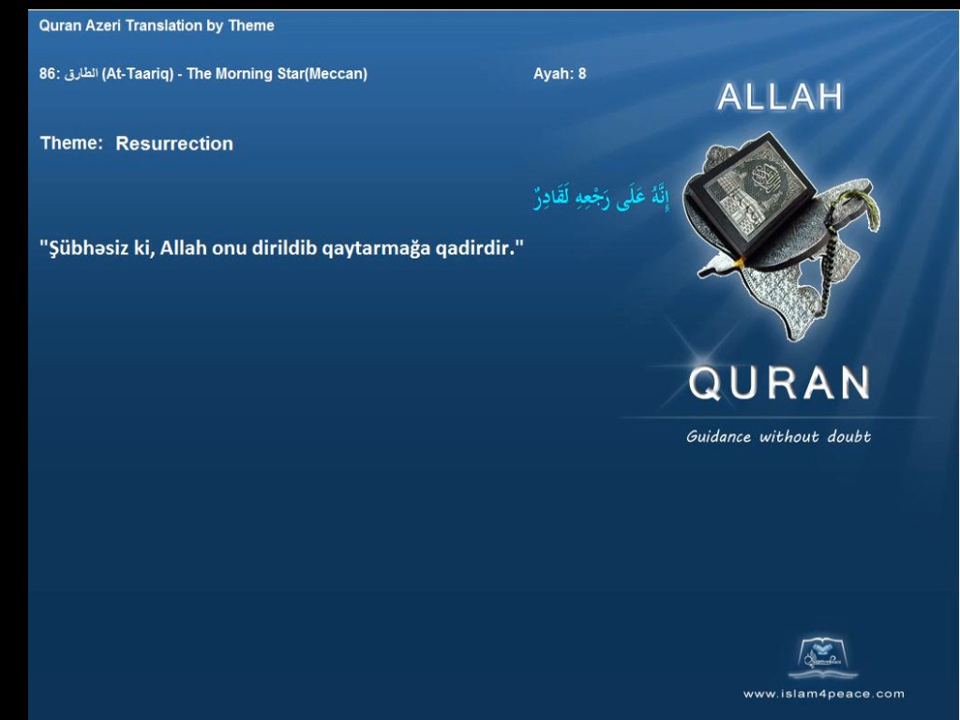 Quran Azeri Translation by Theme
86: الطارق (At-Taariq) - The Morning Star(Meccan) Ayah: 8
ALLAH
Theme: Resurrection
إِنَّهُ عَلَى رَجْعِهِ لَقَادِرٌ
"Şübhəsiz ki, Allah onu dirildib qaytarmağa qadirdir."
QURAN
Guidance without doubt
www.islam4peace.com